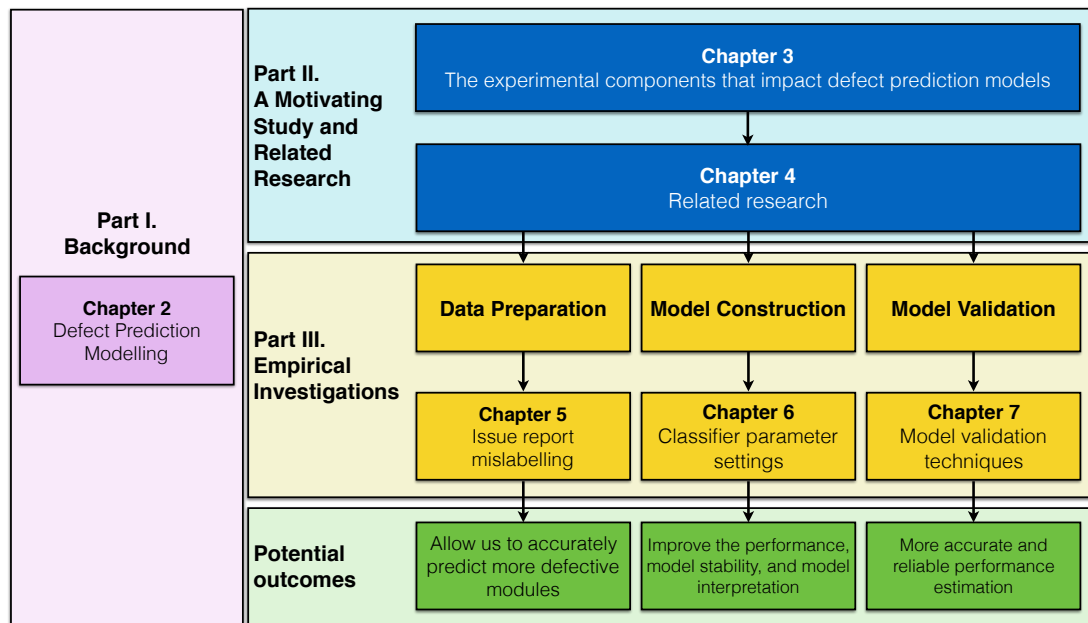 Part I.
Background
Chapter 2
Defect Prediction
Modelling
Part II.
A Motivating
Study and
Related
Research
Chapter 3
The experimental components that impact defect prediction models
Chapter 4
Related research
Part III.
Empirical
Investigations
Data Preparation
Model Construction
Model Validation
Chapter 5
Issue report
mislabelling
Chapter 6
Classifier parameter
settings
Chapter 7
Model validation
techniques
Potential
outcomes
Allow us to accurately
predict more defective
modules
Improve the performance,
model stability, and model
interpretation
More accurate and
reliable performance
estimation